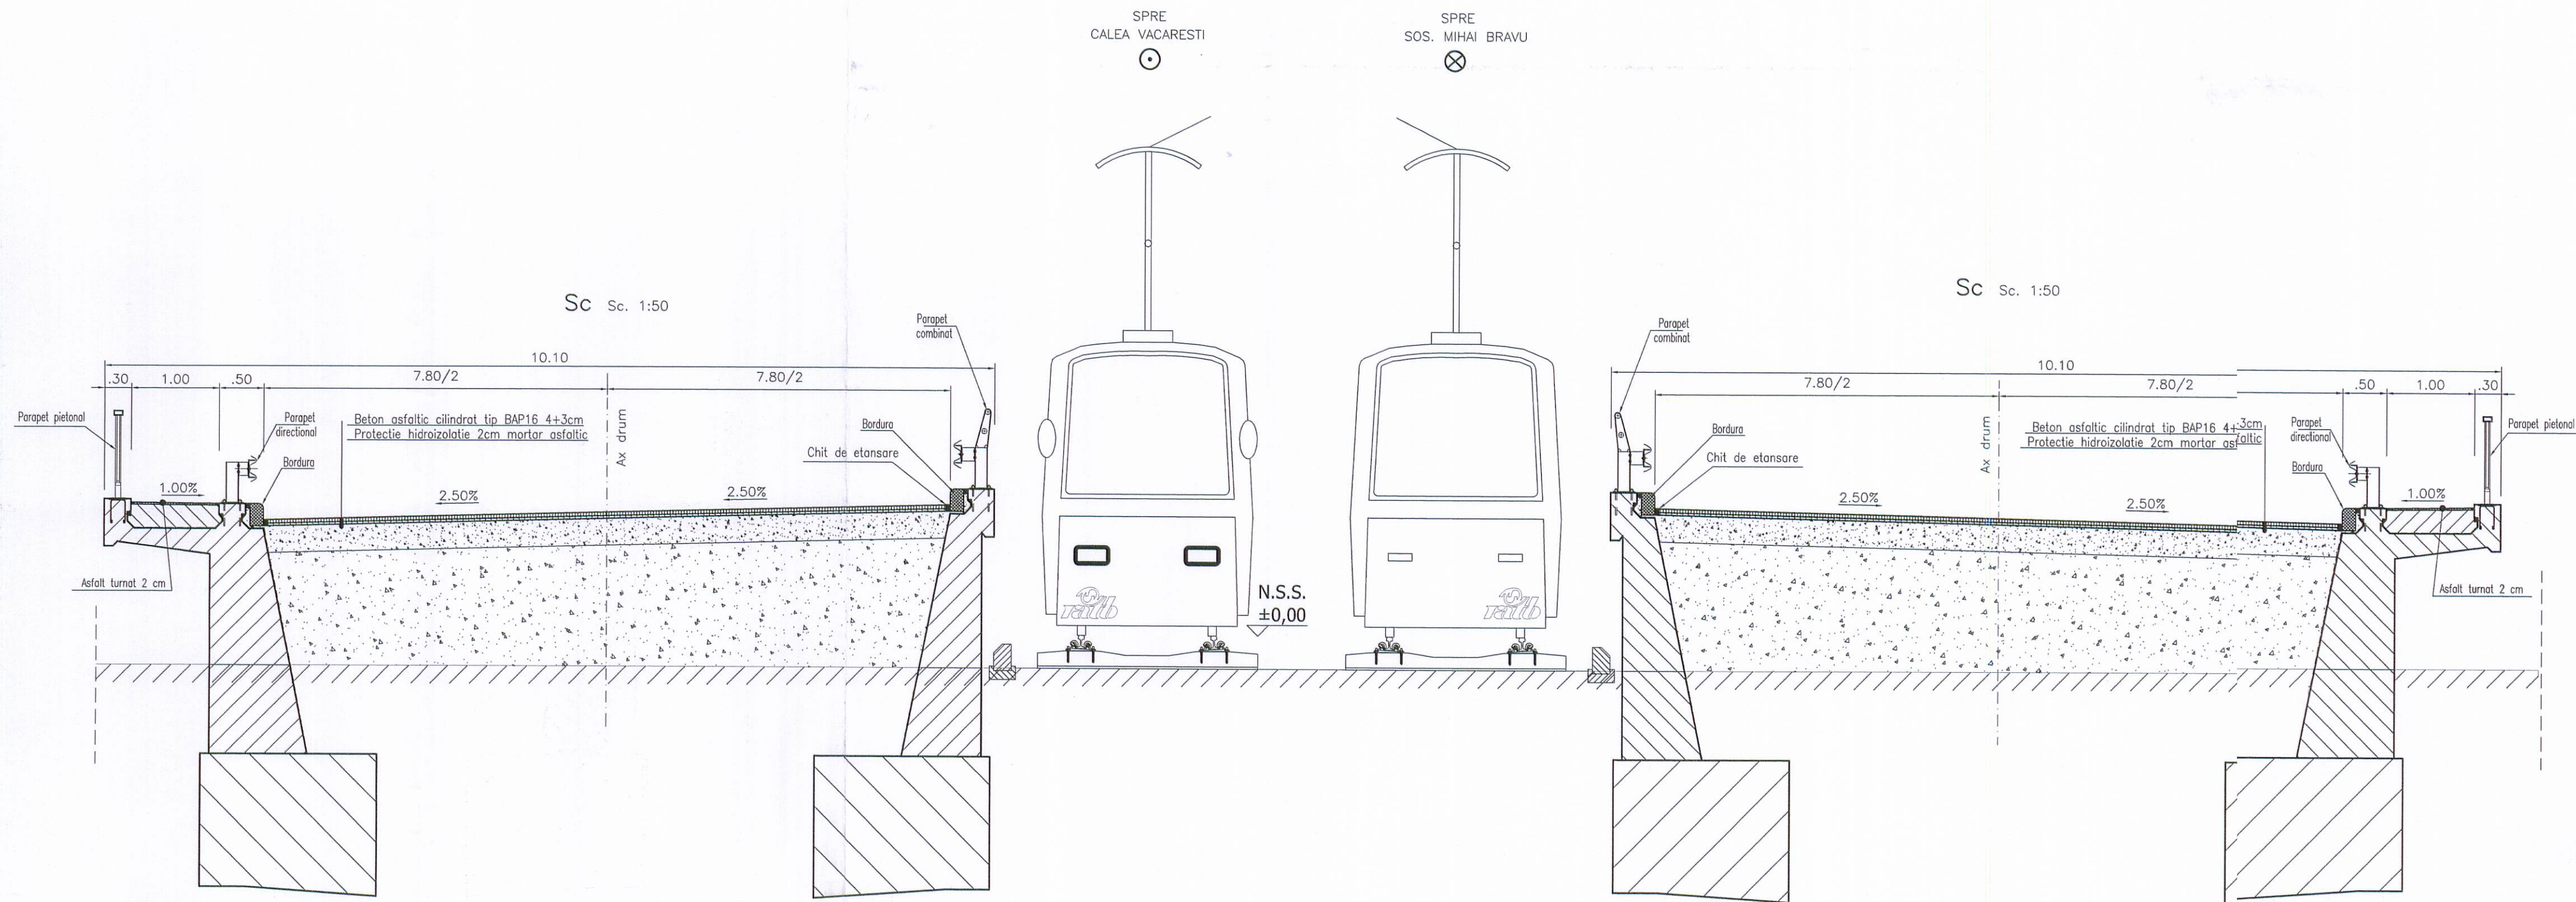 SPRE
CALEA VACARESTI
SPRE
SOS. MIHAI BRAVU
Sc Sc. 1:50
Sc Sc. 1:50
Parapet
combinat
Parapet
combinat
10.10
10.10
.30 1.00 .50 7.80/2 7.80/2
7.80/2 7.80/2 .50 1.00 .30
Parapet pietonal
Parapet
directional
Beton asfaltic cilindrat tip BAP16 4+3cm
Protectie hidroizolatie 2cm mortar asfaltic
Ax drum
Bordura
Chit de etansare
Bordura
1.00%
2.50%
2.50%
Asfalt turnat 2 cm
ratb
N.S.S.
±0,00
ratb
Bordura
Chit de etansare
Ax drum
Beton asfaltic cilindrat tip BAP16 4+3cm
Protectie hidroizolatie 2cm mortar asfaltic
Parapet
directional
Bordura
Parapet pietonal
2.50%
2.50%
1.00%
Asfalt turnat 2 cm